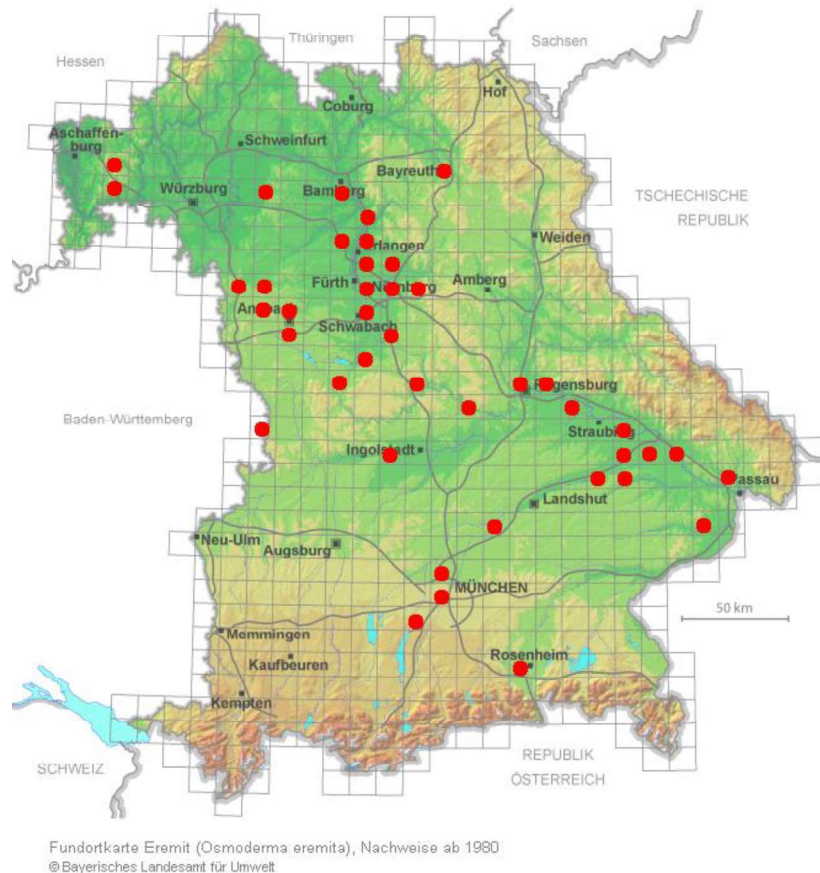 Thüringen
Sachsen
Hessen
Hof
Coburg
Aschaffen-
burg
Schweinfurt
Bayreuth
Bamberg
Würzburg
TSCHECHISCHE
REPUBLIK
Weiden
Erlangen
Fürth
Nürnberg
Amberg
Ansbach
Schwabach
Regensburg
Baden-Württemberg
Straubing
Ingolstadt
Passau
Landshut
Neu-Ulm
Augsburg
MÜNCHEN
50 km
Memmingen
Kaufbeuren
Rosenheim
Kempten
SCHWEIZ
REPUBLIK
ÖSTERREICH
Fundortkarte Eremit (Osmoderma eremita), Nachweise ab 1980
© Bayerisches Landesamt für Umwelt